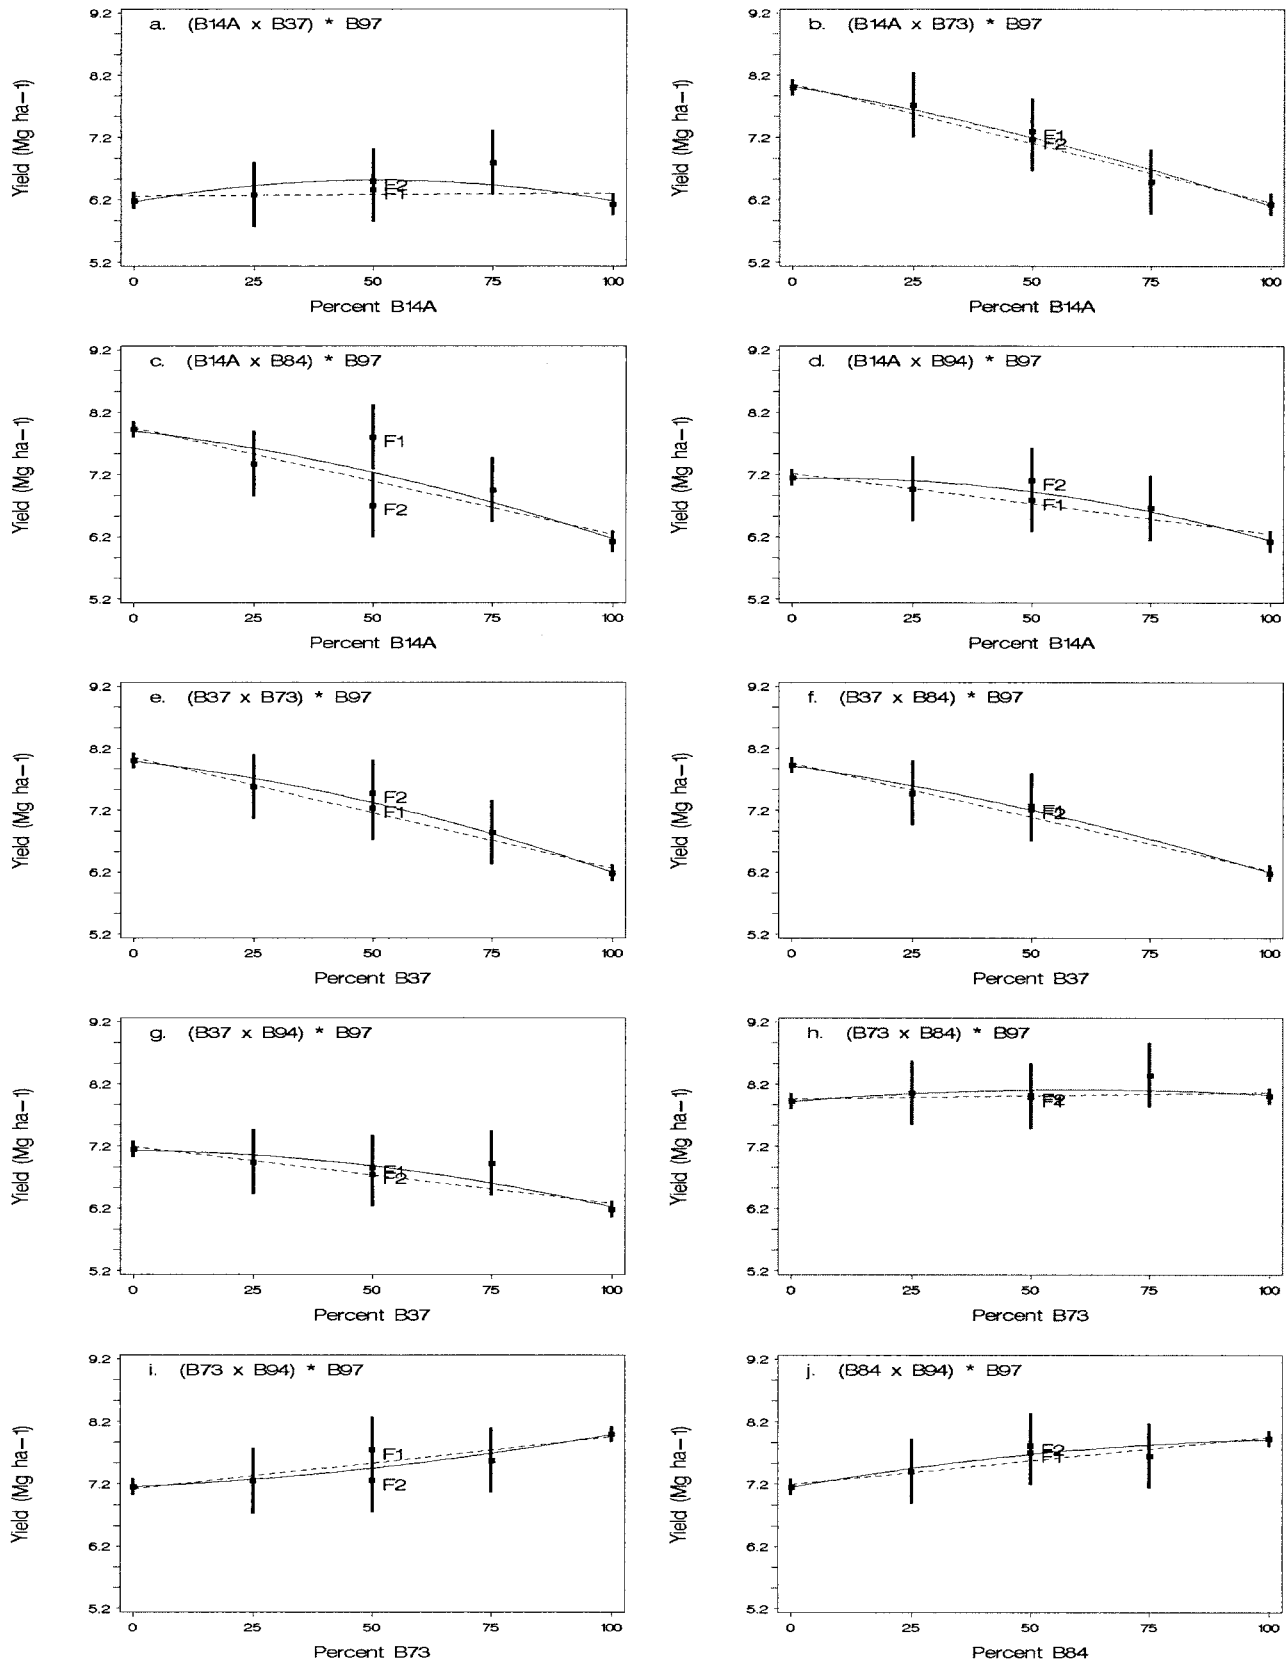 a. (B14A x B37) * B97
Yield (Mg ha-1)
9.2
8.2
7.2
6.2
5.2
F2
F1
0 25 50 75 100
Percent B14A
b. (B14A x B73) * B97
Yield (Mg ha-1)
9.2
8.2
7.2
6.2
5.2
F1
F2
0 25 50 75 100
Percent B14A
c. (B14A x B84) * B97
Yield (Mg ha-1)
9.2
8.2
7.2
6.2
5.2
F1
F2
0 25 50 75 100
Percent B14A
d. (B14A x B94) * B97
Yield (Mg ha-1)
9.2
8.2
7.2
6.2
5.2
F2
F1
0 25 50 75 100
Percent B14A
e. (B37 x B73) * B97
Yield (Mg ha-1)
9.2
8.2
7.2
6.2
5.2
F2
F1
0 25 50 75 100
Percent B37
f. (B37 x B84) * B97
Yield (Mg ha-1)
9.2
8.2
7.2
6.2
5.2
F1
F2
0 25 50 75 100
Percent B37
g. (B37 x B94) * B97
Yield (Mg ha-1)
9.2
8.2
7.2
6.2
5.2
F1
F2
0 25 50 75 100
Percent B37
h. (B73 x B84) * B97
Yield (Mg ha-1)
9.2
8.2
7.2
6.2
5.2
0 25 50 75 100
Percent B73
i. (B73 x B94) * B97
Yield (Mg ha-1)
9.2
8.2
7.2
6.2
5.2
F1
F2
0 25 50 75 100
Percent B73
j. (B84 x B94) * B97
Yield (Mg ha-1)
9.2
8.2
7.2
6.2
5.2
F2
F1
0 25 50 75 100
Percent B84